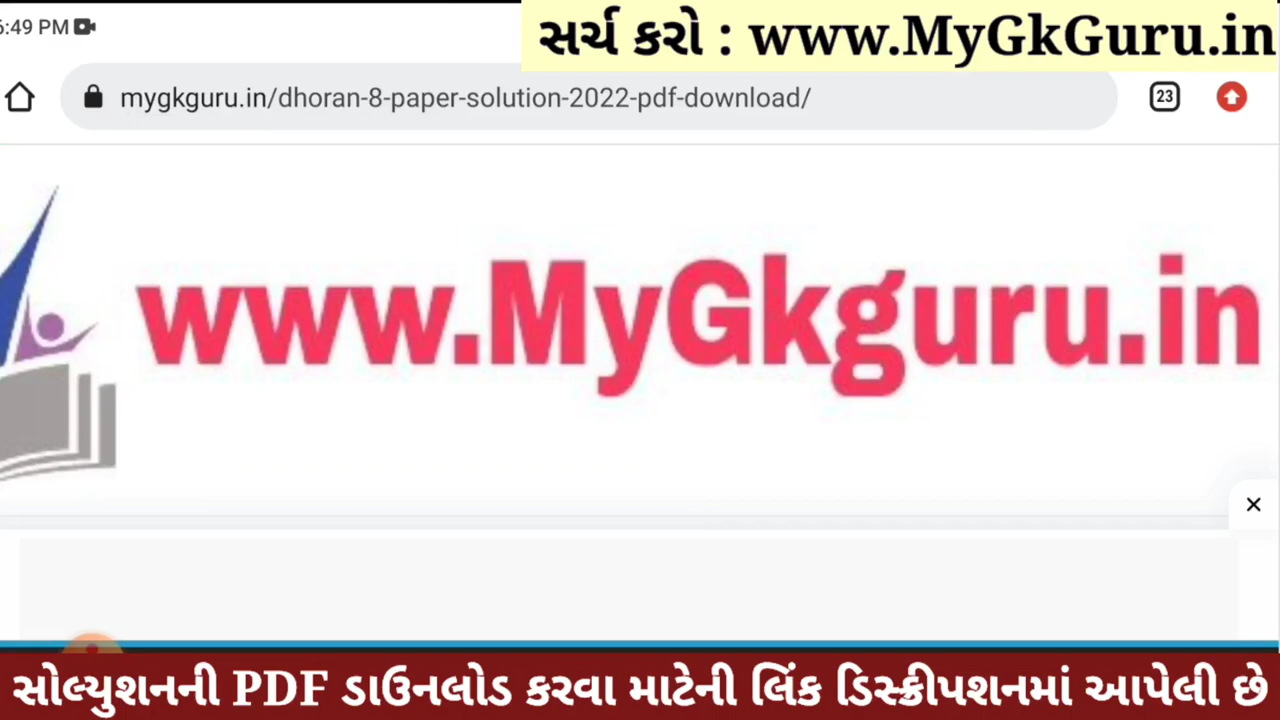 6:49 PM
સર્ચ કરો : www.MyGkGuru.in
mygkguru.in/dhoran-8-paper-solution-2022-pdf-download/
23
www.MyGkguru.in
સોલ્યુશનની PDF ડાઉનલોડ કરવા માટેની લિંક ડિસ્ક્રીપશનમાં આપેલી છે